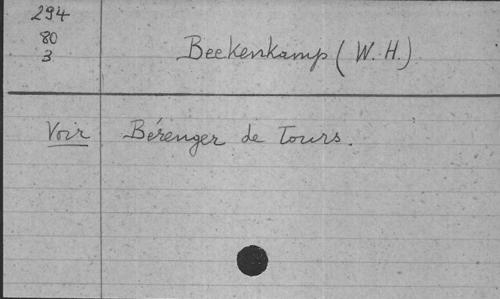 294
80
3
Beekenkamp (W. H.)
Voir Bérenger de Tours.